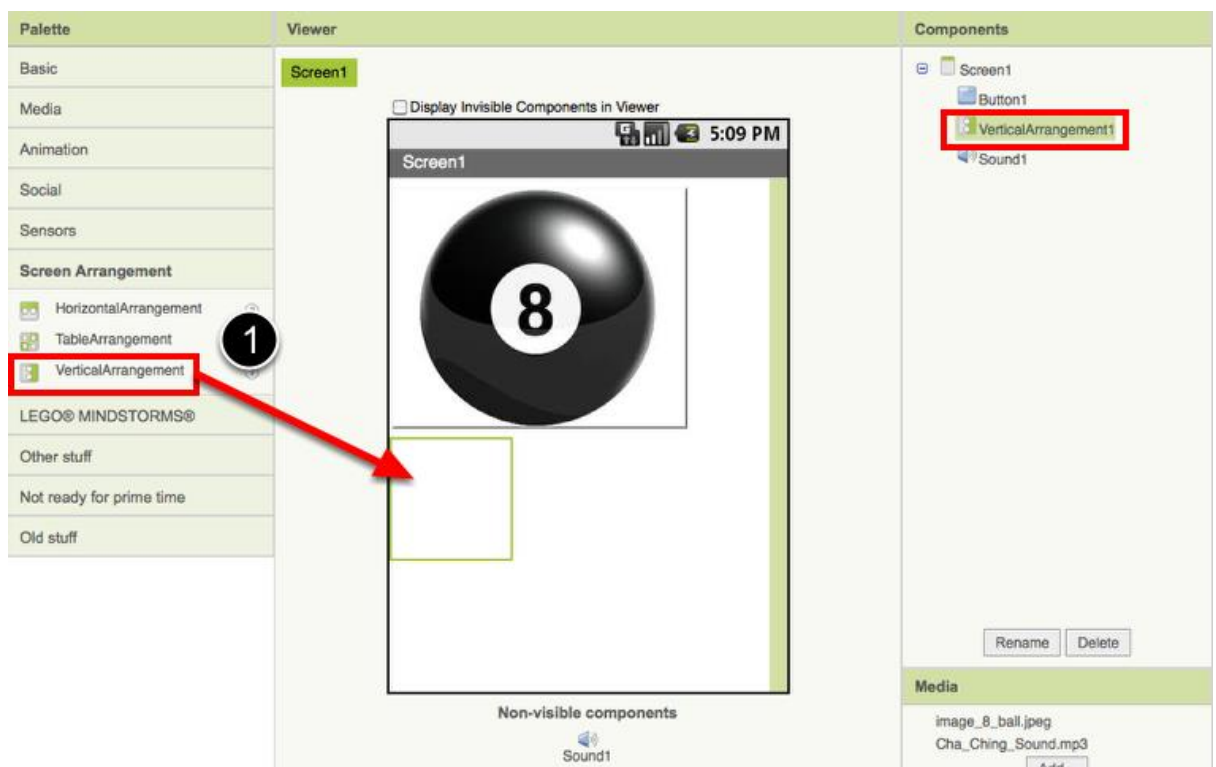 Palette
Basic
Media
Animation
Social
Sensors
Screen Arrangement
HorizontalArrangement
TableArrangement
VerticalArrangement
LEGO® MINDSTORMS®
Other stuff
Not ready for prime time
Old stuff
1
Viewer
Screen1
Display Invisible Components in Viewer
5:09 PM
Screen1
8
Non-visible components
Sound1
Components
Screen1
Button1
VerticalArrangement1
Sound1
Rename Delete
Media
image_8_ball.jpeg
Cha_Ching_Sound.mp3